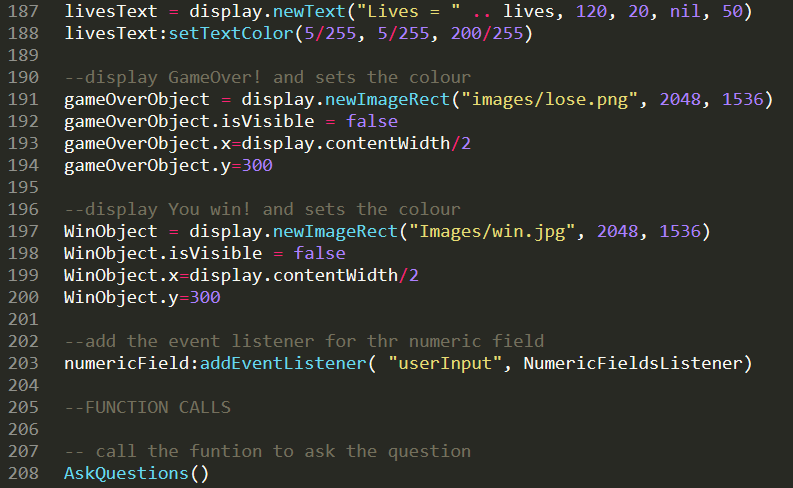 187 livesText = display.newText("Lives = " .. lives, 120, 20, nil, 50)
188 livesText:setTextColor(5/255, 5/255, 200/255)
189
190 --display GameOver! and sets the colour
191 gameOverObject = display.newImageRect("images/lose.png", 2048, 1536)
192 gameOverObject.isVisible = false
193 gameOverObject.x=display.contentWidth/2
194 gameOverObject.y=300
195
196 --display You win! and sets the colour
197 WinObject = display.newImageRect("Images/win.jpg", 2048, 1536)
198 WinObject.isVisible = false
199 WinObject.x=display.contentWidth/2
200 WinObject.y=300
201
202 --add the event listener for thr numeric field
203 numericField:addEventListener( "userInput", NumericFieldsListener)
204
205 --FUNCTION CALLS
206
207 -- call the funtion to ask the question
208 AskQuestions()